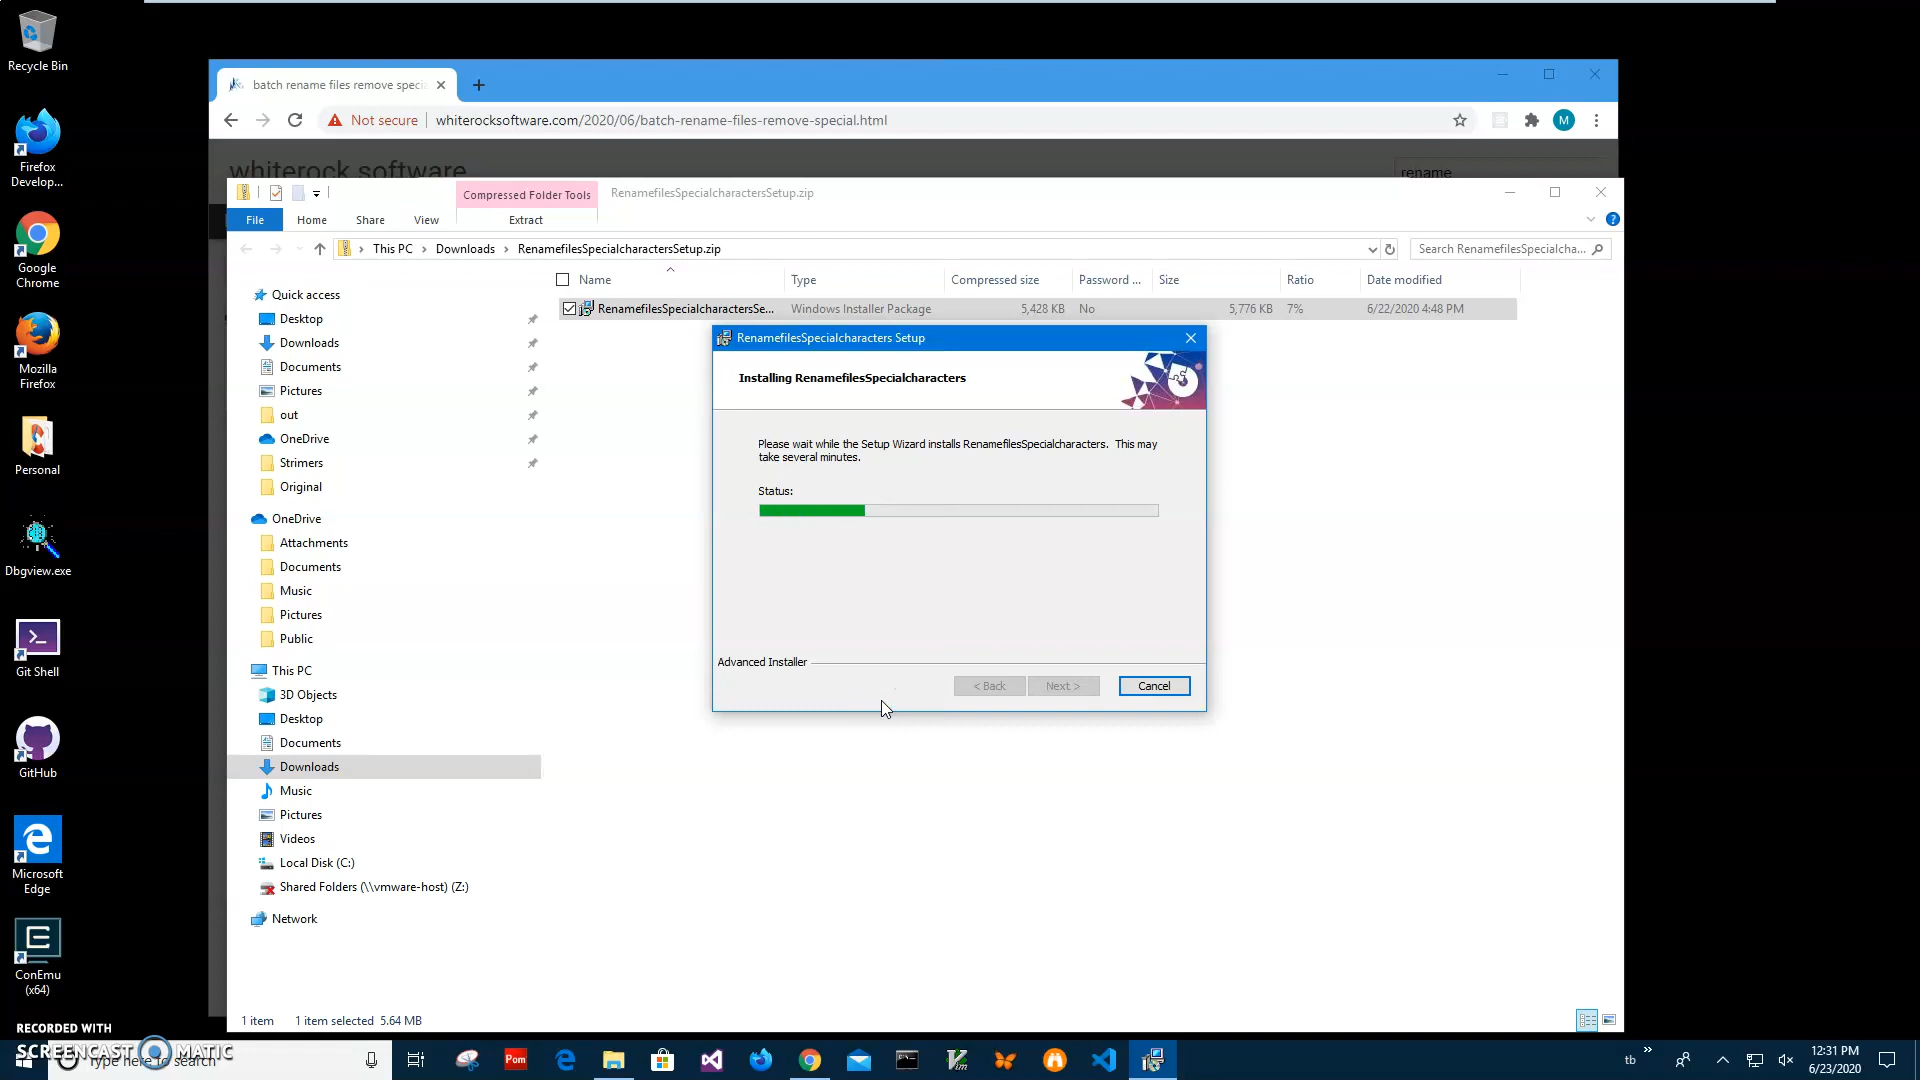 Recycle Bin
Firefox
Develop...
Google
Chrome
Mozilla
Firefox
Personal
Dbgview.exe
Git Shell
GitHub
Microsoft
Edge
ConEmu
(x64)
batch rename files remove speci
Not secure
whiterocksoftware.com/2020/06/batch-rename-files-remove-special.html
M
whiterock software
rename
Compressed Folder Tools
RenamefilesSpecialcharactersSetup.zip
File
Home
Share
View
Extract
This PC
Downloads
RenamefilesSpecialcharactersSetup.zip
Search RenamefilesSpecialcha...
Name
Type
Compressed size
Password ...
Size
Ratio
Date modified
RenamefilesSpecialcharactersSe...
Windows Installer Package
5,428 KB
No
5,776 KB
7%
6/22/2020 4:48 PM
Quick access
Desktop
Downloads
Documents
Pictures
out
OneDrive
Strimers
Original
OneDrive
Attachments
Documents
Music
Pictures
Public
This PC
3D Objects
Desktop
Documents
Downloads
Music
Pictures
Videos
Local Disk (C:)
Shared Folders (\\vmware-host) (Z:)
Network
RenamefilesSpecialcharacters Setup
Installing RenamefilesSpecialcharacters
Please wait while the Setup Wizard installs RenamefilesSpecialcharacters. This may
take several minutes.
Status:
Advanced Installer
< Back
Next >
Cancel
1 item
1 item selected 5.64 MB
RECORDED WITH
SCREENCAST MATIC
Type here to search
Pom
Vim
tb
12:31 PM
6/23/2020